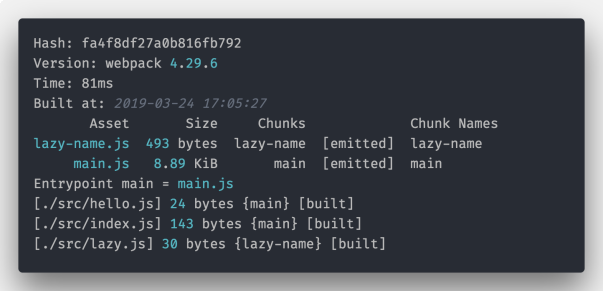 Hash: fa4f8df27a0b816fb792
Version: webpack 4.29.6
Time: 81ms
Built at: 2019-03-24 17:05:27
Asset Size Chunks Chunk Names
lazy-name.js 493 bytes lazy-name [emitted] lazy-name
main.js 8.89 KiB main [emitted] main
Entrypoint main = main.js
[./src/hello.js] 24 bytes {main} [built]
[./src/index.js] 143 bytes {main} [built]
[./src/lazy.js] 30 bytes {lazy-name} [built]